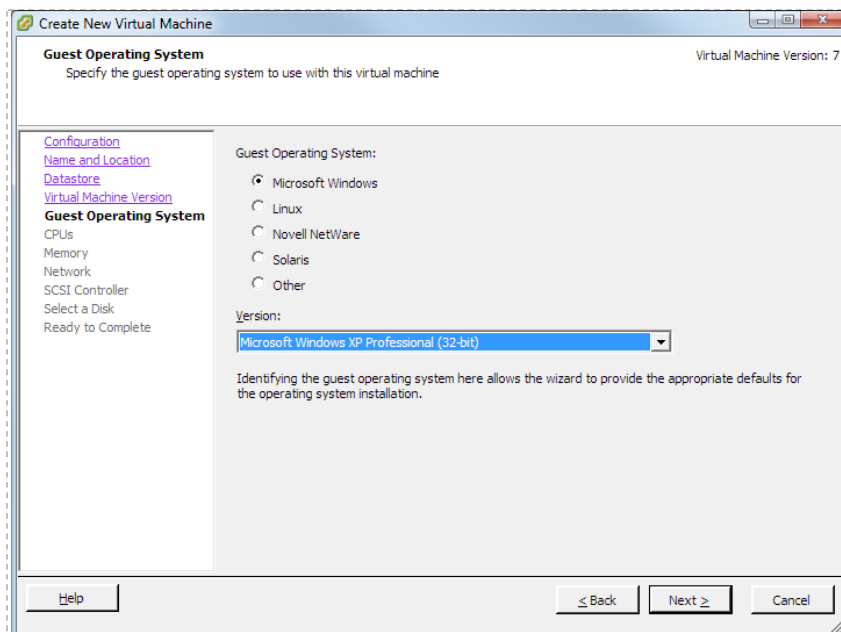 Create New Virtual Machine
Guest Operating System
Virtual Machine Version: 7
Specify the guest operating system to use with this virtual machine
Configuration
Name and Location
Datastore
Virtual Machine Version
Guest Operating System
CPUs
Memory
Network
SCSI Controller
Select a Disk
Ready to Complete
Guest Operating System:
Microsoft Windows
Linux
Novell NetWare
Solaris
Other
Version:
Microsoft Windows XP Professional (32-bit)
Identifying the guest operating system here allows the wizard to provide the appropriate defaults for
the operating system installation.
Help
< Back
Next >
Cancel